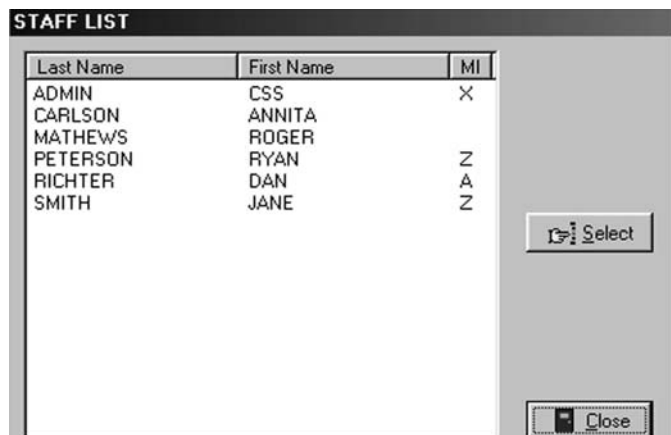 STAFF LIST
Last Name First Name MI
ADMIN CSS X
CARLSON ANNITA
MATHEWS ROGER
PETERSON RYAN Z
RICHTER DAN A
SMITH JANE Z
Select
Close